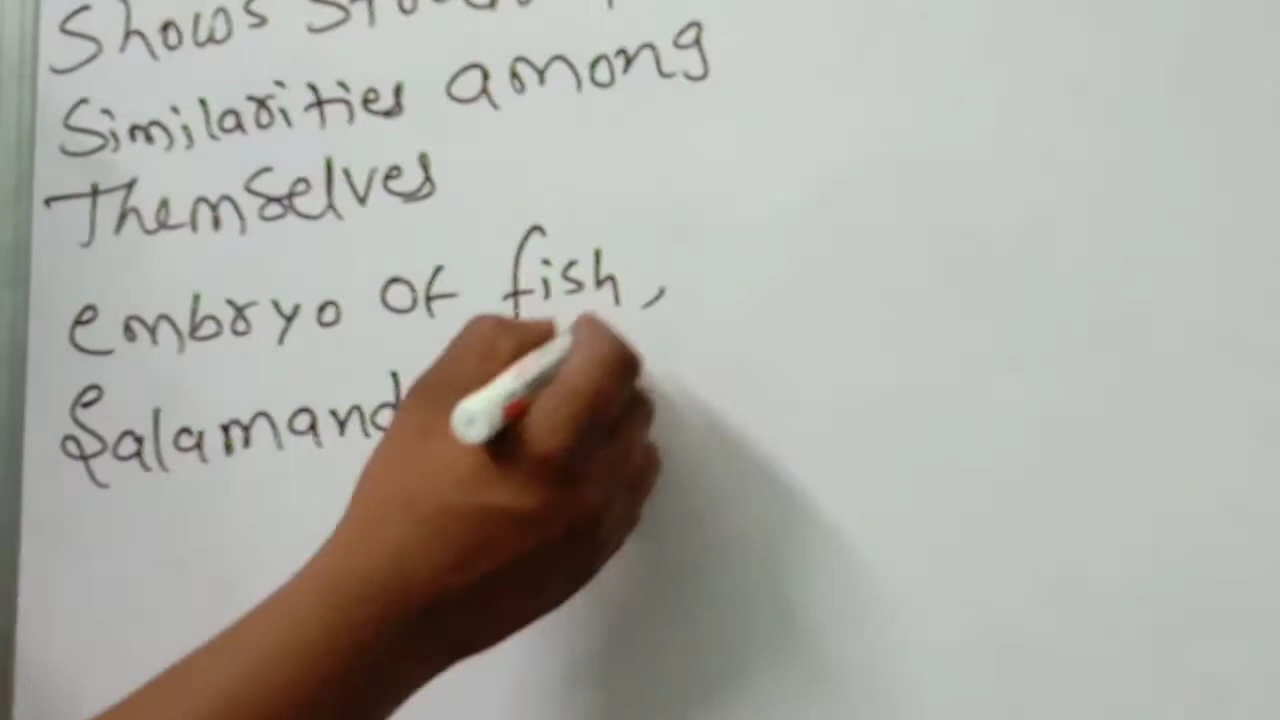 Shows
Similarities among
Themselves
embryo of fish,
Salamand